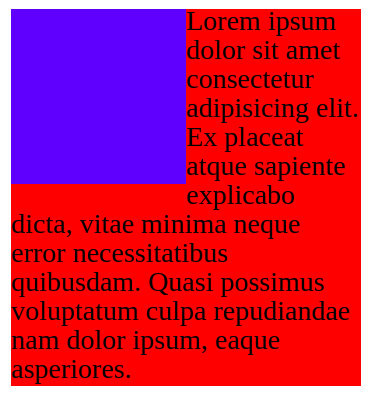 Lorem ipsum
dolor sit amet
consectetur
adipisicing elit.
Ex placeat
atque sapiente
explicabo
dicta, vitae minima neque
error necessitatibus
quibusdam. Quasi possimus
voluptatum culpa repudiandae
nam dolor ipsum, eaque
asperiores.